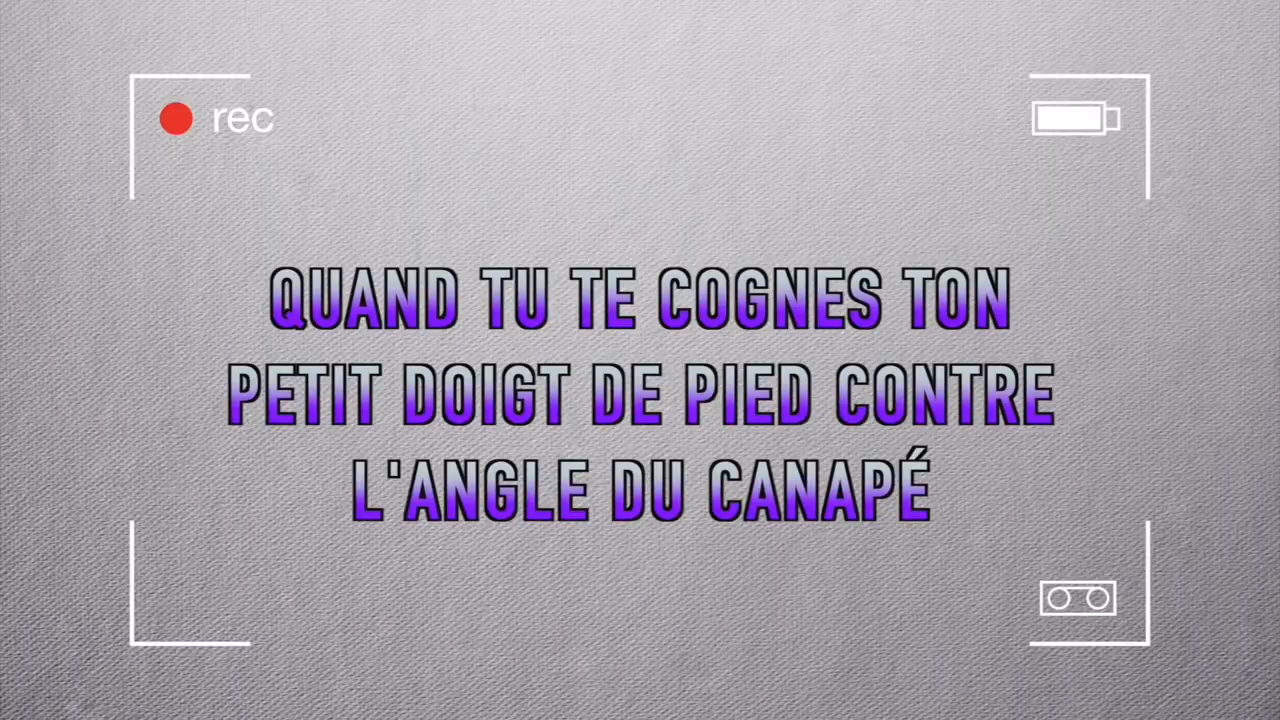 rec
QUAND TU TE COGNES TON
PETIT DOIGT DE PIED CONTRE
L'ANGLE DU CANAPÉ